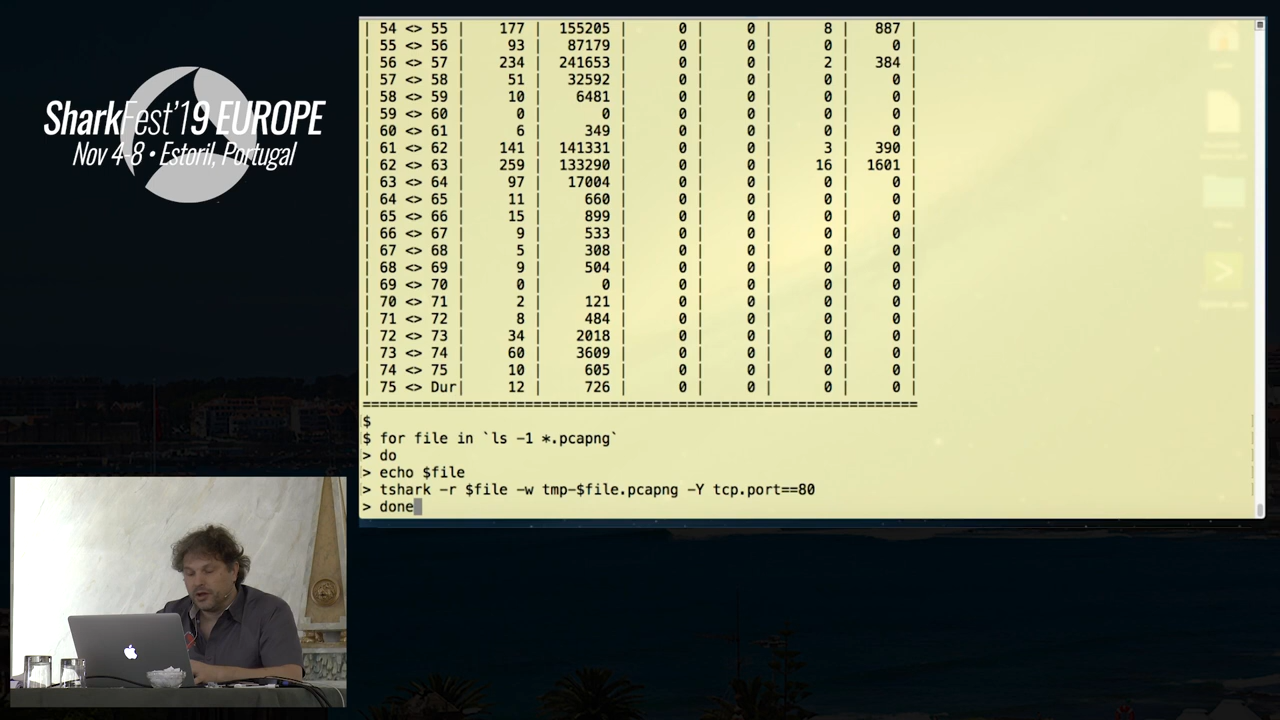 SharkFest'19 EUROPE
Nov 4-8 • Estoril, Portugal
| 54 <> 55 | 177 | 155205 | 0 | 0 | 8 | 887 |
| 55 <> 56 | 93 | 87179 | 0 | 0 | 0 | 0 |
| 56 <> 57 | 234 | 241653 | 0 | 0 | 2 | 384 |
| 57 <> 58 | 51 | 32592 | 0 | 0 | 0 | 0 |
| 58 <> 59 | 10 | 6481 | 0 | 0 | 0 | 0 |
| 59 <> 60 | 0 | 0 | 0 | 0 | 0 | 0 |
| 60 <> 61 | 6 | 349 | 0 | 0 | 0 | 0 |
| 61 <> 62 | 141 | 141331 | 0 | 0 | 3 | 390 |
| 62 <> 63 | 259 | 133290 | 0 | 0 | 16 | 1601 |
| 63 <> 64 | 97 | 17004 | 0 | 0 | 0 | 0 |
| 64 <> 65 | 11 | 660 | 0 | 0 | 0 | 0 |
| 65 <> 66 | 15 | 899 | 0 | 0 | 0 | 0 |
| 66 <> 67 | 9 | 533 | 0 | 0 | 0 | 0 |
| 67 <> 68 | 5 | 308 | 0 | 0 | 0 | 0 |
| 68 <> 69 | 9 | 504 | 0 | 0 | 0 | 0 |
| 69 <> 70 | 0 | 0 | 0 | 0 | 0 | 0 |
| 70 <> 71 | 2 | 121 | 0 | 0 | 0 | 0 |
| 71 <> 72 | 8 | 484 | 0 | 0 | 0 | 0 |
| 72 <> 73 | 34 | 2018 | 0 | 0 | 0 | 0 |
| 73 <> 74 | 60 | 3609 | 0 | 0 | 0 | 0 |
| 74 <> 75 | 10 | 605 | 0 | 0 | 0 | 0 |
| 75 <> Dur| 12 | 726 | 0 | 0 | 0 | 0 |
=================================================================
$
$ for file in `ls -1 *.pcapng`
> do
> echo $file
> tshark -r $file -w tmp-$file.pcapng -Y tcp.port==80
> done